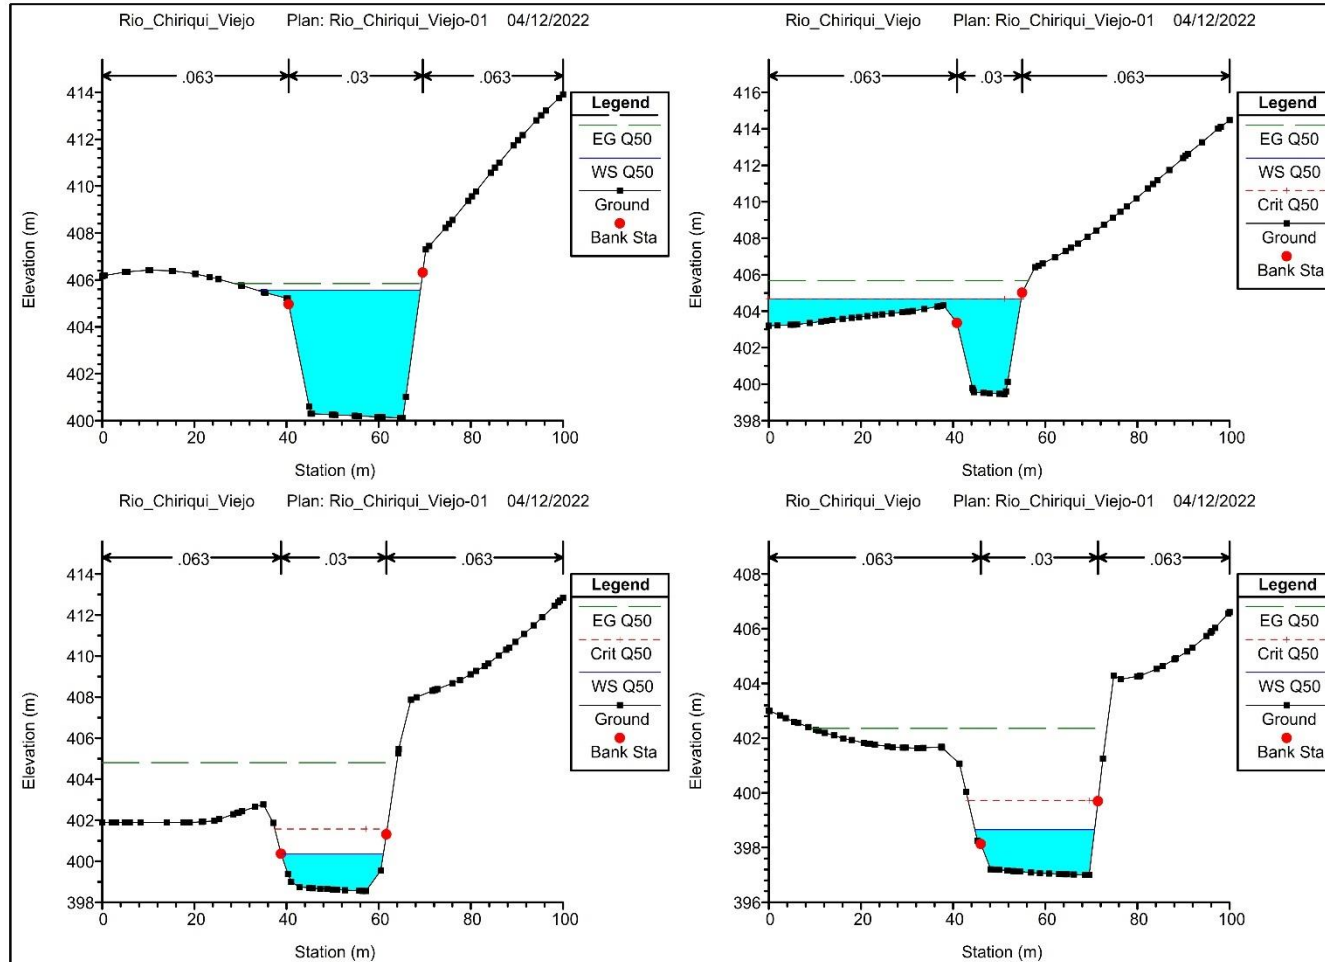 Rio_Chiriqui_Viejo Plan: Rio_Chiriqui_Viejo-01 04/12/2022
.063 .03 .063
Legend
EG Q50
WS Q50
Ground
Bank Sta
Elevation (m)
414
412
410
408
406
404
402
400
0 20 40 60 80 100
Station (m)
Rio_Chiriqui_Viejo Plan: Rio_Chiriqui_Viejo-01 04/12/2022
.063 .03 .063
Legend
EG Q50
WS Q50
Crit Q50
Ground
Bank Sta
Elevation (m)
416
414
412
410
408
406
404
402
400
398
0 20 40 60 80 100
Station (m)
Rio_Chiriqui_Viejo Plan: Rio_Chiriqui_Viejo-01 04/12/2022
.063 .03 .063
Legend
EG Q50
Crit Q50
WS Q50
Ground
Bank Sta
Elevation (m)
414
412
410
408
406
404
402
400
398
0 20 40 60 80 100
Station (m)
Rio_Chiriqui_Viejo Plan: Rio_Chiriqui_Viejo-01 04/12/2022
.063 .03 .063
Legend
EG Q50
Crit Q50
WS Q50
Ground
Bank Sta
Elevation (m)
408
406
404
402
400
398
396
0 20 40 60 80 100
Station (m)